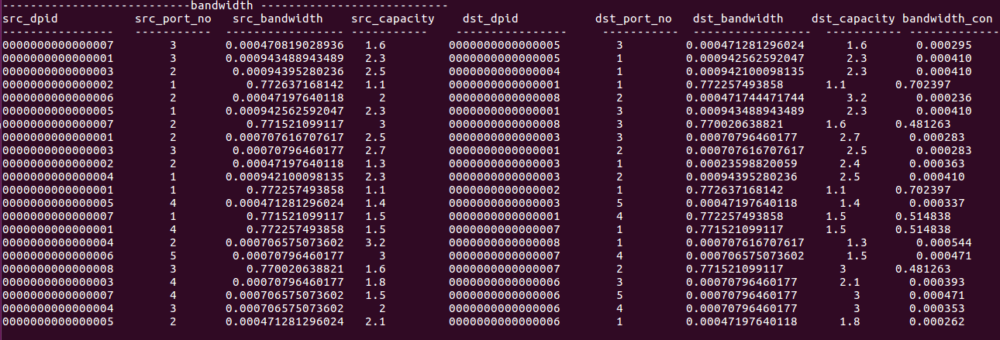 ---------------------------bandwidth ---------------------------
src_dpid src_port_no src_bandwidth src_capacity dst_dpid dst_port_no dst_bandwidth dst_capacity bandwidth_con
---------------- ----------- ----------------- ----------- ---------------- ----------- ----------------- ----------- ------------
0000000000000007 3 0.000470819028936 1.6 0000000000000005 3 0.000471281296024 1.6 0.000295
0000000000000001 3 0.000943488943489 2.3 0000000000000005 1 0.000942562592047 2.3 0.000410
0000000000000003 2 0.00094395280236 2.5 0000000000000004 1 0.000942100098135 2.3 0.000410
0000000000000002 1 0.772637168142 1.1 0000000000000001 1 0.772257493858 1.1 0.702397
0000000000000006 2 0.00047197640118 2 0000000000000008 2 0.000471744471744 3.2 0.000236
0000000000000005 1 0.000942562592047 2.3 0000000000000001 3 0.000943488943489 2.3 0.000410
0000000000000007 2 0.771521099117 3 0000000000000008 3 0.770020638821 1.6 0.481263
0000000000000001 2 0.000707616707617 2.5 0000000000000003 3 0.00070796460177 2.7 0.000283
0000000000000003 3 0.00070796460177 2.7 0000000000000001 2 0.000707616707617 2.5 0.000283
0000000000000002 2 0.00047197640118 1.3 0000000000000003 1 0.00023598820059 2.4 0.000363
0000000000000004 1 0.000942100098135 2.3 0000000000000003 2 0.00094395280236 2.5 0.000410
0000000000000001 1 0.772257493858 1.1 0000000000000002 1 0.772637168142 1.1 0.702397
0000000000000005 4 0.000471281296024 1.4 0000000000000003 5 0.00047197640118 1.4 0.000337
0000000000000007 1 0.771521099117 1.5 0000000000000001 4 0.772257493858 1.5 0.514838
0000000000000001 4 0.772257493858 1.5 0000000000000007 1 0.771521099117 1.5 0.514838
0000000000000004 2 0.000706575073602 3.2 0000000000000008 1 0.000707616707617 1.3 0.000544
0000000000000006 5 0.00070796460177 3 0000000000000007 4 0.000706575073602 1.5 0.000471
0000000000000008 3 0.770020638821 1.6 0000000000000007 2 0.771521099117 3 0.481263
0000000000000003 4 0.00070796460177 1.8 0000000000000006 3 0.00070796460177 2.1 0.000393
0000000000000007 4 0.000706575073602 1.5 0000000000000006 5 0.00070796460177 3 0.000471
0000000000000004 3 0.000706575073602 2 0000000000000006 4 0.00070796460177 3 0.000353
0000000000000005 2 0.000471281296024 2.1 0000000000000006 1 0.00047197640118 1.8 0.000262